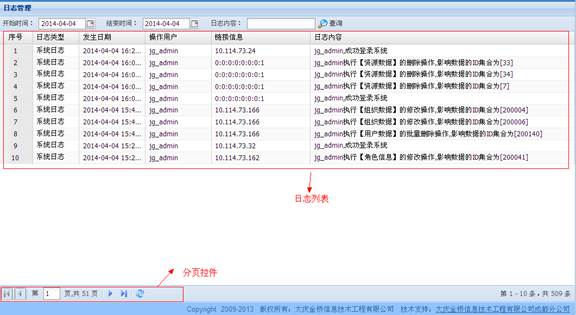 日志管理
开始时间： 2014-04-04 结束时间： 2014-04-04 日志内容： 查询
序号 日志类型 发生日期 操作用户 链接信息 日志内容
1 系统日志 2014-04-04 16:2... jg_admin 10.114.73.24 jg_admin,成功登录系统
2 系统日志 2014-04-04 16:0... jg_admin 0:0:0:0:0:0:0:1 jg_admin执行【资源数据】的删除操作,影响数据的ID集合为[33]
3 系统日志 2014-04-04 16:0... jg_admin 0:0:0:0:0:0:0:1 jg_admin执行【资源数据】的删除操作,影响数据的ID集合为[34]
4 系统日志 2014-04-04 16:0... jg_admin 0:0:0:0:0:0:0:1 jg_admin执行【资源数据】的删除操作,影响数据的ID集合为[7]
5 系统日志 2014-04-04 16:0... jg_admin 0:0:0:0:0:0:0:1 jg_admin,成功登录系统
6 系统日志 2014-04-04 15:4... jg_admin 10.114.73.166 jg_admin执行【组织数据】的修改操作,影响数据的ID集合为[200004]
7 系统日志 2014-04-04 15:4... jg_admin 10.114.73.166 jg_admin执行【组织数据】的修改操作,影响数据的ID集合为[200006]
8 系统日志 2014-04-04 15:4... jg_admin 10.114.73.166 jg_admin执行【用户数据】的批量删除操作,影响数据的ID集合为[200140]
9 系统日志 2014-04-04 15:2... jg_admin 10.114.73.32 jg_admin,成功登录系统
10 系统日志 2014-04-04 15:2... jg_admin 10.114.73.162 jg_admin执行【角色信息】的修改操作,影响数据的ID集合为[200041]
日志列表
分页控件
第 1 页,共 51 页 第 1 - 10 条，共 509 条
Copyright 2009-2013 版权所有：大庆金桥信息技术工程有限公司 技术支持：大庆金桥信息技术工程有限公司成都分公司